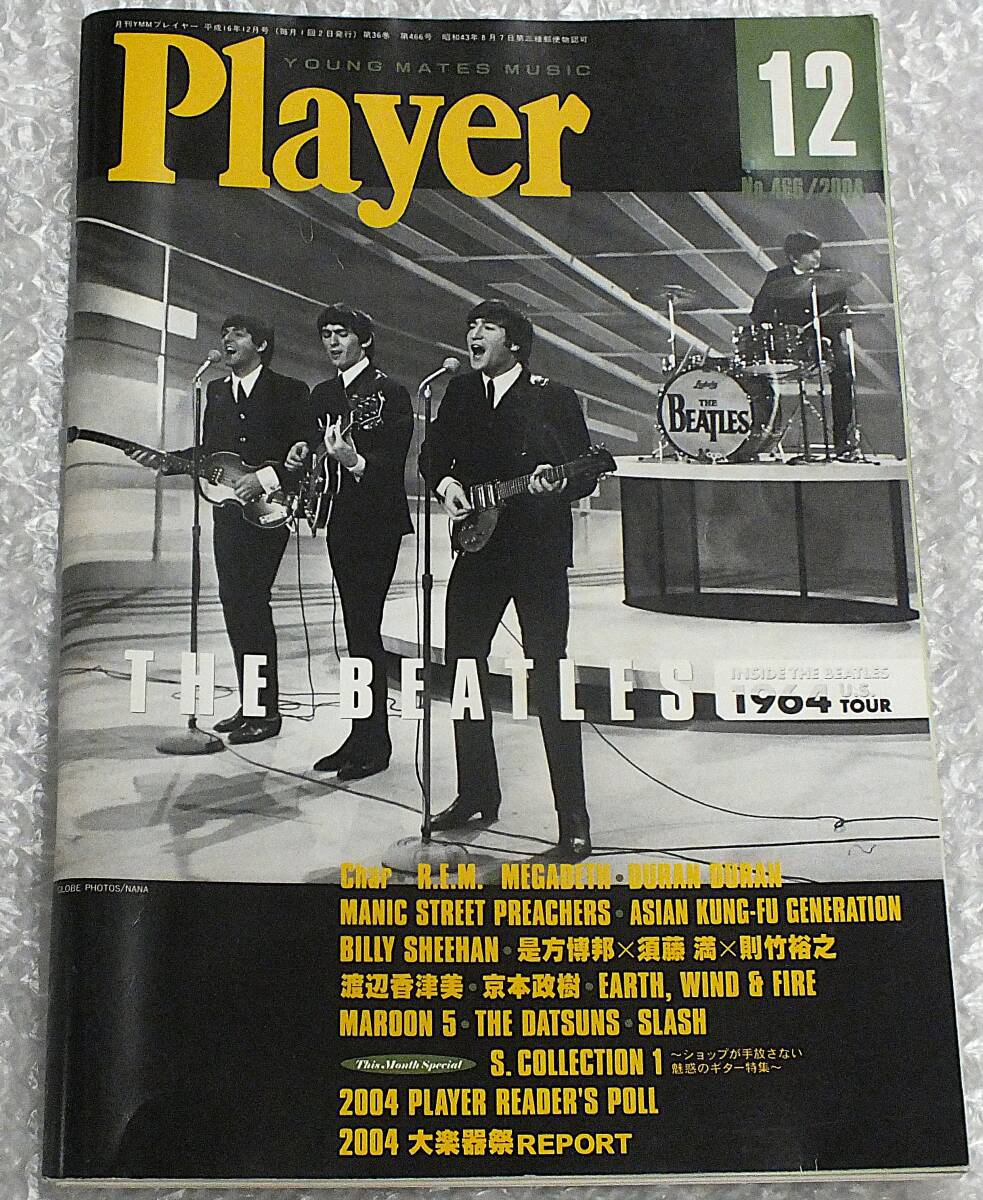 月刊YMMプレイヤー 平成16年12月号（毎月1回2日発行）第36巻 第466号 昭和43年8月7日第三種郵便物認可
YOUNG MATES MUSIC
Player
12
No.466/2004
Ludwig
THE
BEATLES
THE BEATLES
INSIDE THE BEATLES
1964 U.S.
TOUR
GLOBE PHOTOS/NANA
Char R.E.M. MEGADETH・DURAN DURAN
MANIC STREET PREACHERS・ASIAN KUNG-FU GENERATION
BILLY SHEEHAN・是方博邦×須藤 満×則竹裕之
渡辺香津美・京本政樹・EARTH, WIND & FIRE
MAROON 5・THE DATSUNS・SLASH
This Month Special S. COLLECTION 1 〜ショップが手放さない
魅惑のギター特集〜
2004 PLAYER READER'S POLL
2004 大楽器祭REPORT